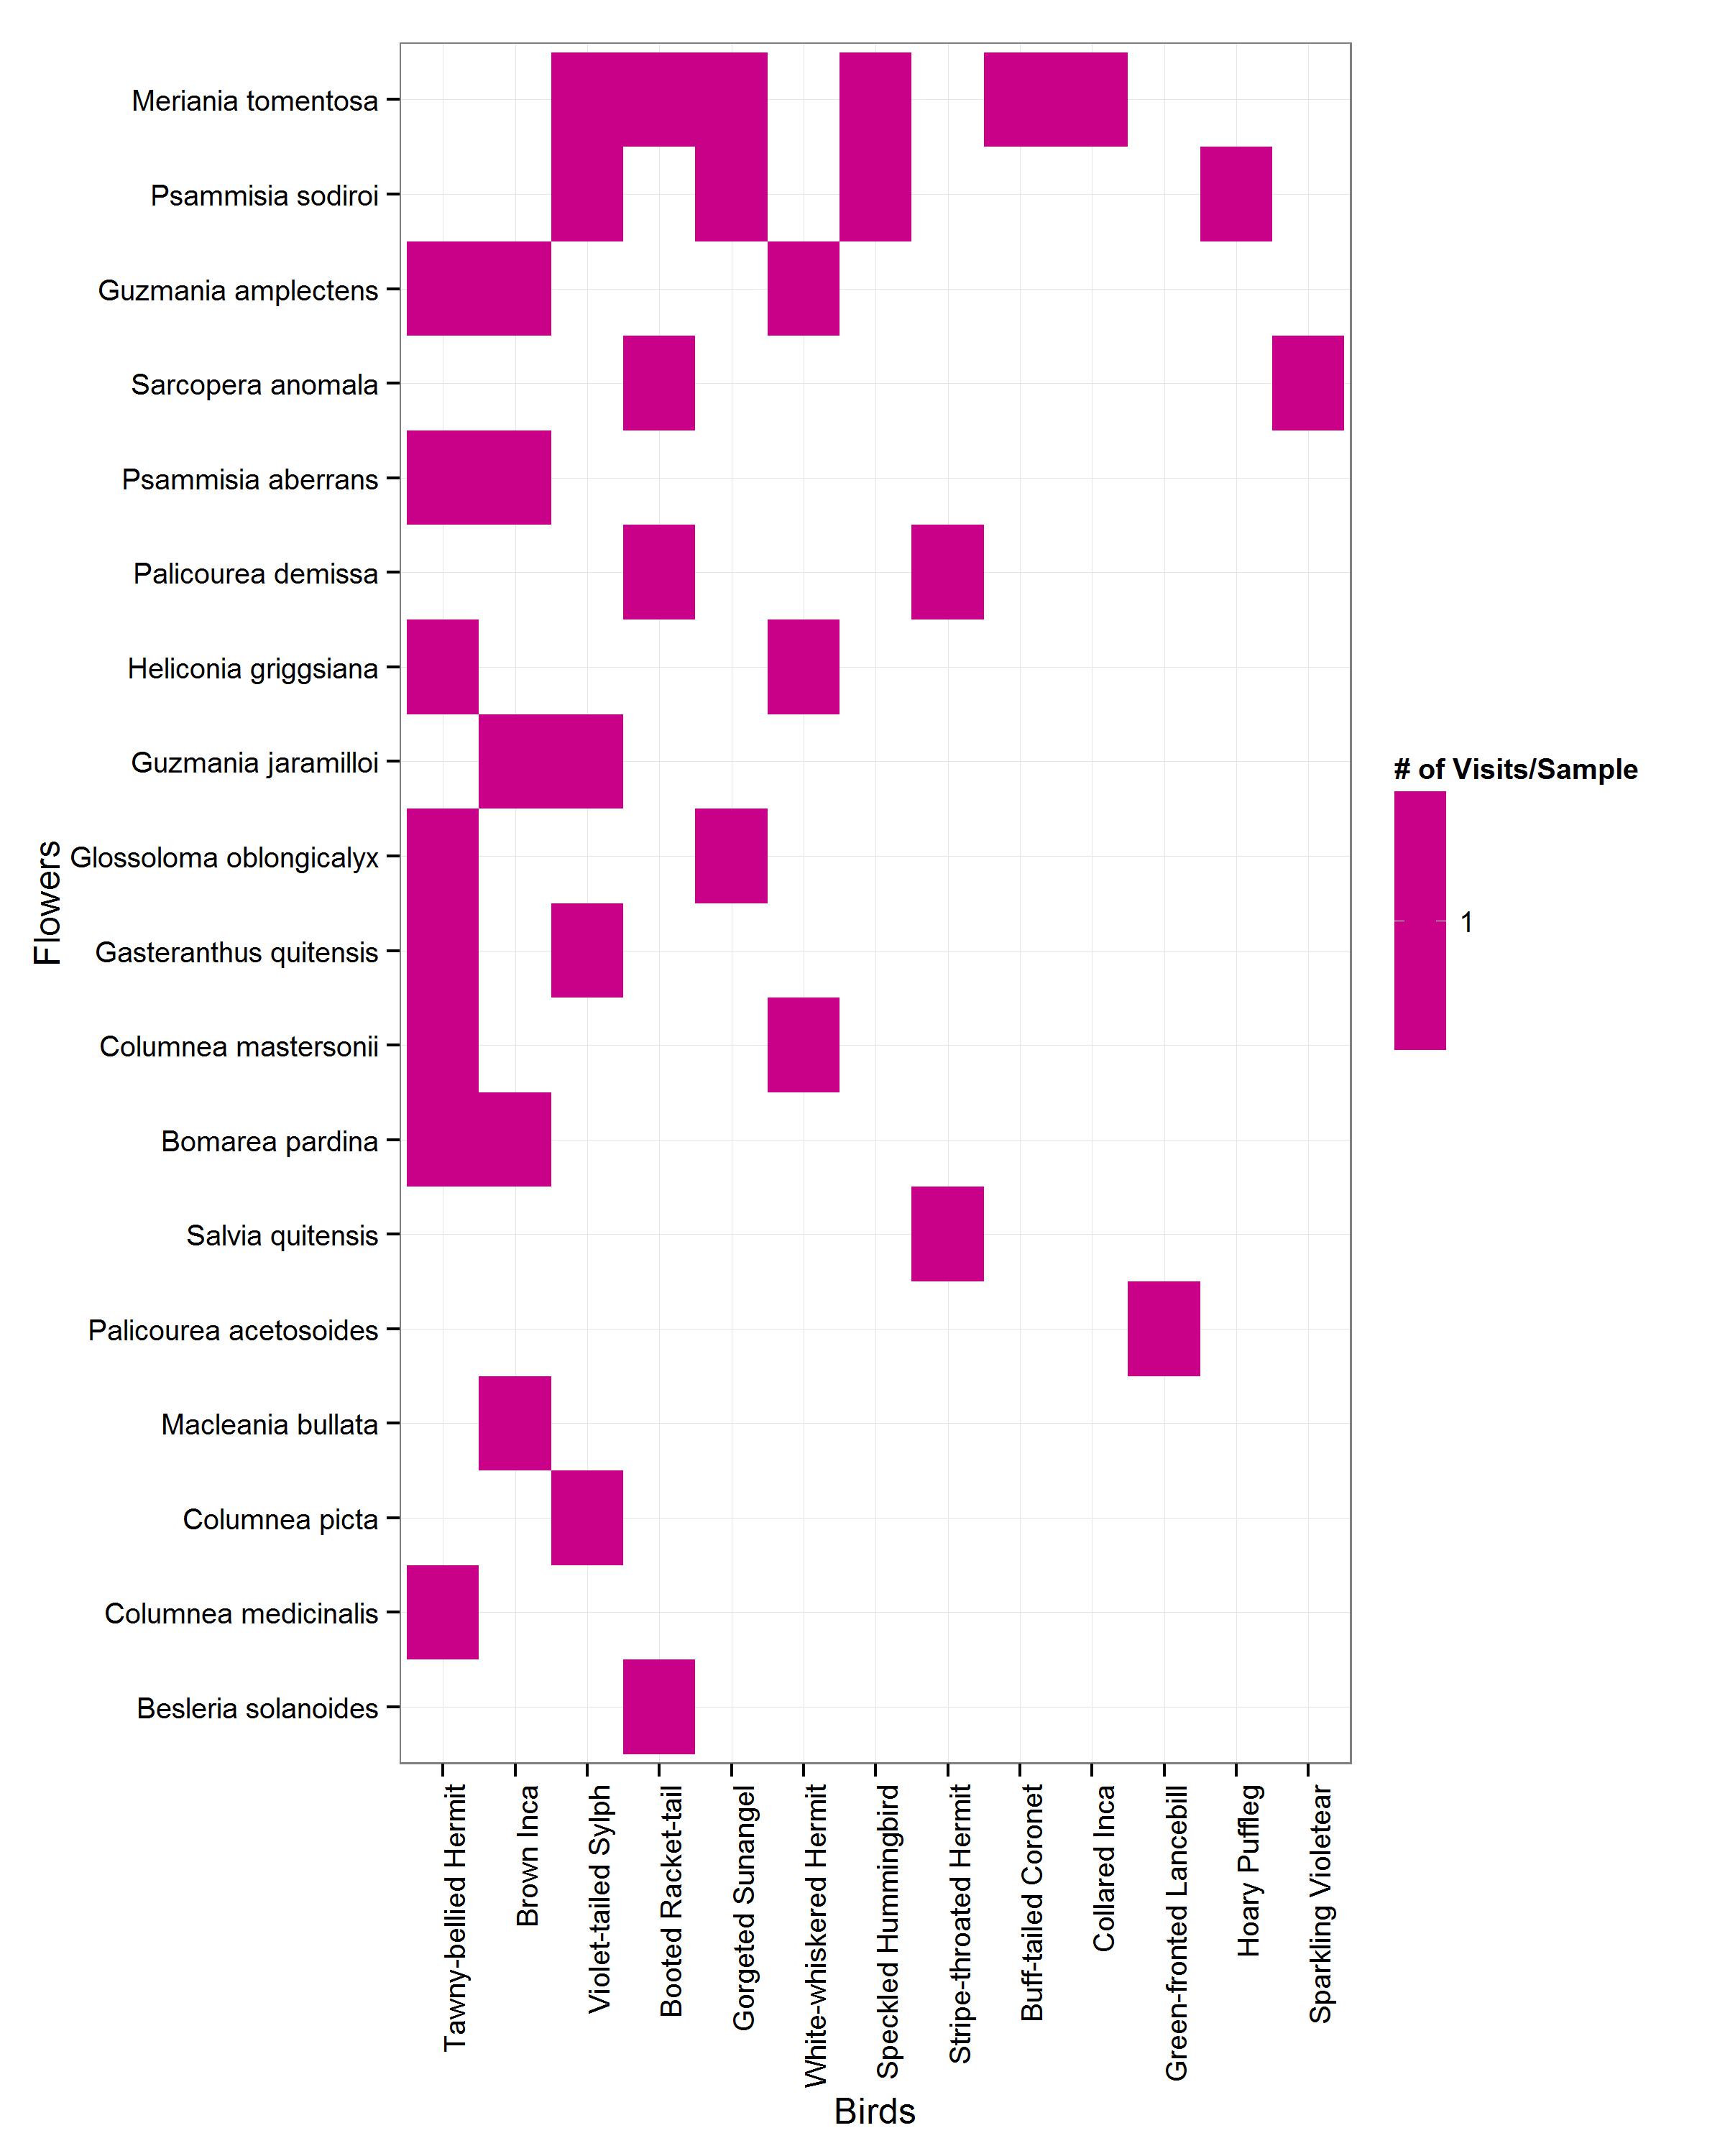 Meriania tomentosa
Psammisia sodiroi
Guzmania amplectens
Sarcopera anomala
Psammisia aberrans
Palicourea demissa
Heliconia griggsiana
Guzmania jaramilloi
Glossoloma oblongicalyx
Gasteranthus quitensis
Columnea mastersonii
Bomarea pardina
Salvia quitensis
Palicourea acetosoides
Macleania bullata
Columnea picta
Columnea medicinalis
Besleria solanoides
Flowers
Tawny-bellied Hermit
Brown Inca
Violet-tailed Sylph
Booted Racket-tail
Gorgeted Sunangel
White-whiskered Hermit
Speckled Hummingbird
Stripe-throated Hermit
Buff-tailed Coronet
Collared Inca
Green-fronted Lancebill
Hoary Puffleg
Sparkling Violetear
Birds
# of Visits/Sample
1